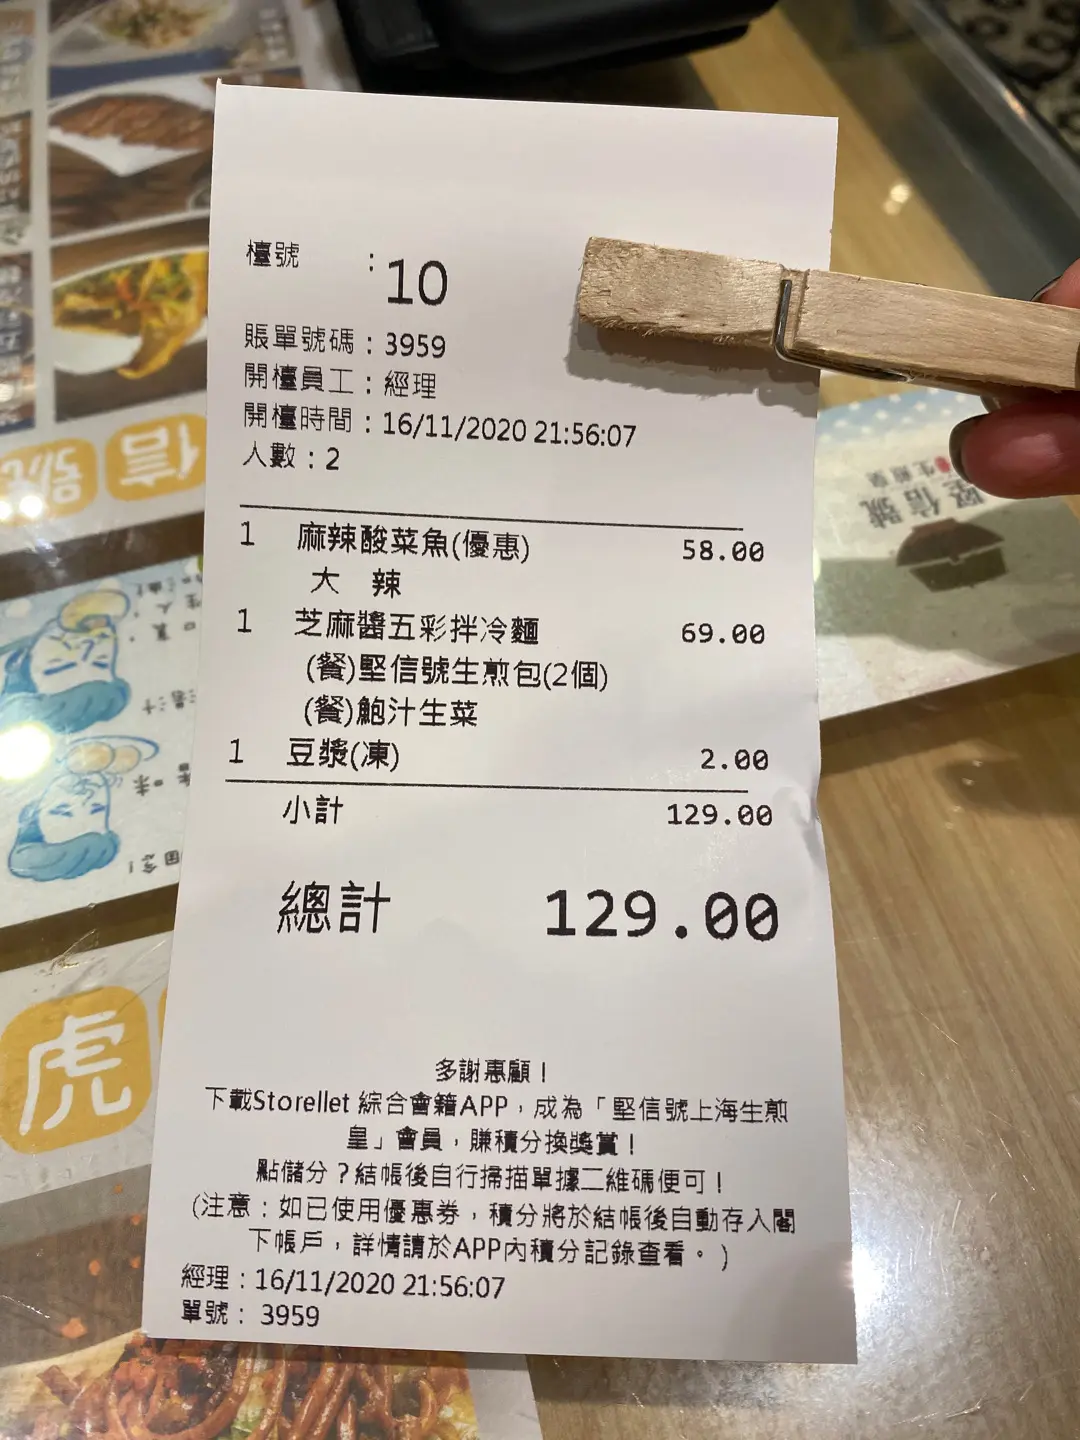 檯號 : 10
賬單號碼 : 3959
開檯員工 : 經理
開檯時間 : 16/11/2020 21:56:07
人數 : 2
1 麻辣酸菜魚(優惠) 58.00
大 辣
1 芝麻醬五彩拌冷麵 69.00
(餐)堅信號生煎包(2個)
(餐)鮑汁生菜
1 豆漿(凍) 2.00
小計 129.00
總計 129.00
多謝惠顧！
下載Storellet 綜合會籍APP，成為「堅信號上海生煎
皇」會員，賺積分換獎賞！
點儲分？結帳後自行掃描單據二維碼便可！
(注意：如已使用優惠券，積分將於結帳後自動存入閣
下帳戶，詳情請於APP內積分記錄查看。)
經理 : 16/11/2020 21:56:07
單號 : 3959
信
號
堅信號
虎